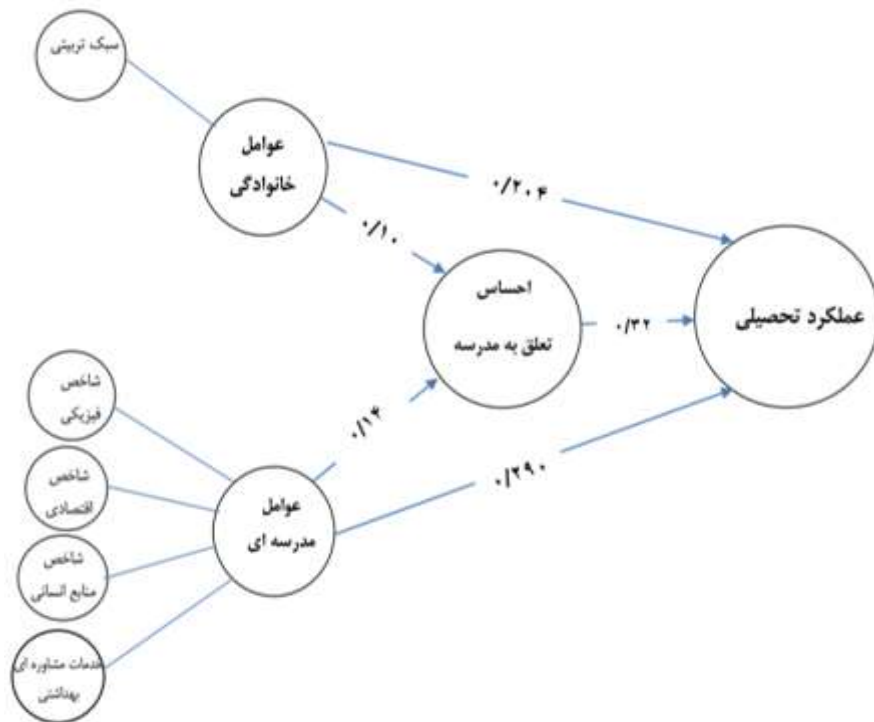 سبک تربیتی
عوامل
خانوادگی
۰/۲۰۴
۰/۱۰
احساس
تعلق به مدرسه
۰/۳۲
عملکرد تحصیلی
شاخص
فیزیکی
شاخص
اقتصادی
شاخص
منابع انسانی
خدمات مشاوره ای
بهداشتی
عوامل
مدرسه ای
۰/۱۴
۰/۲۹۰